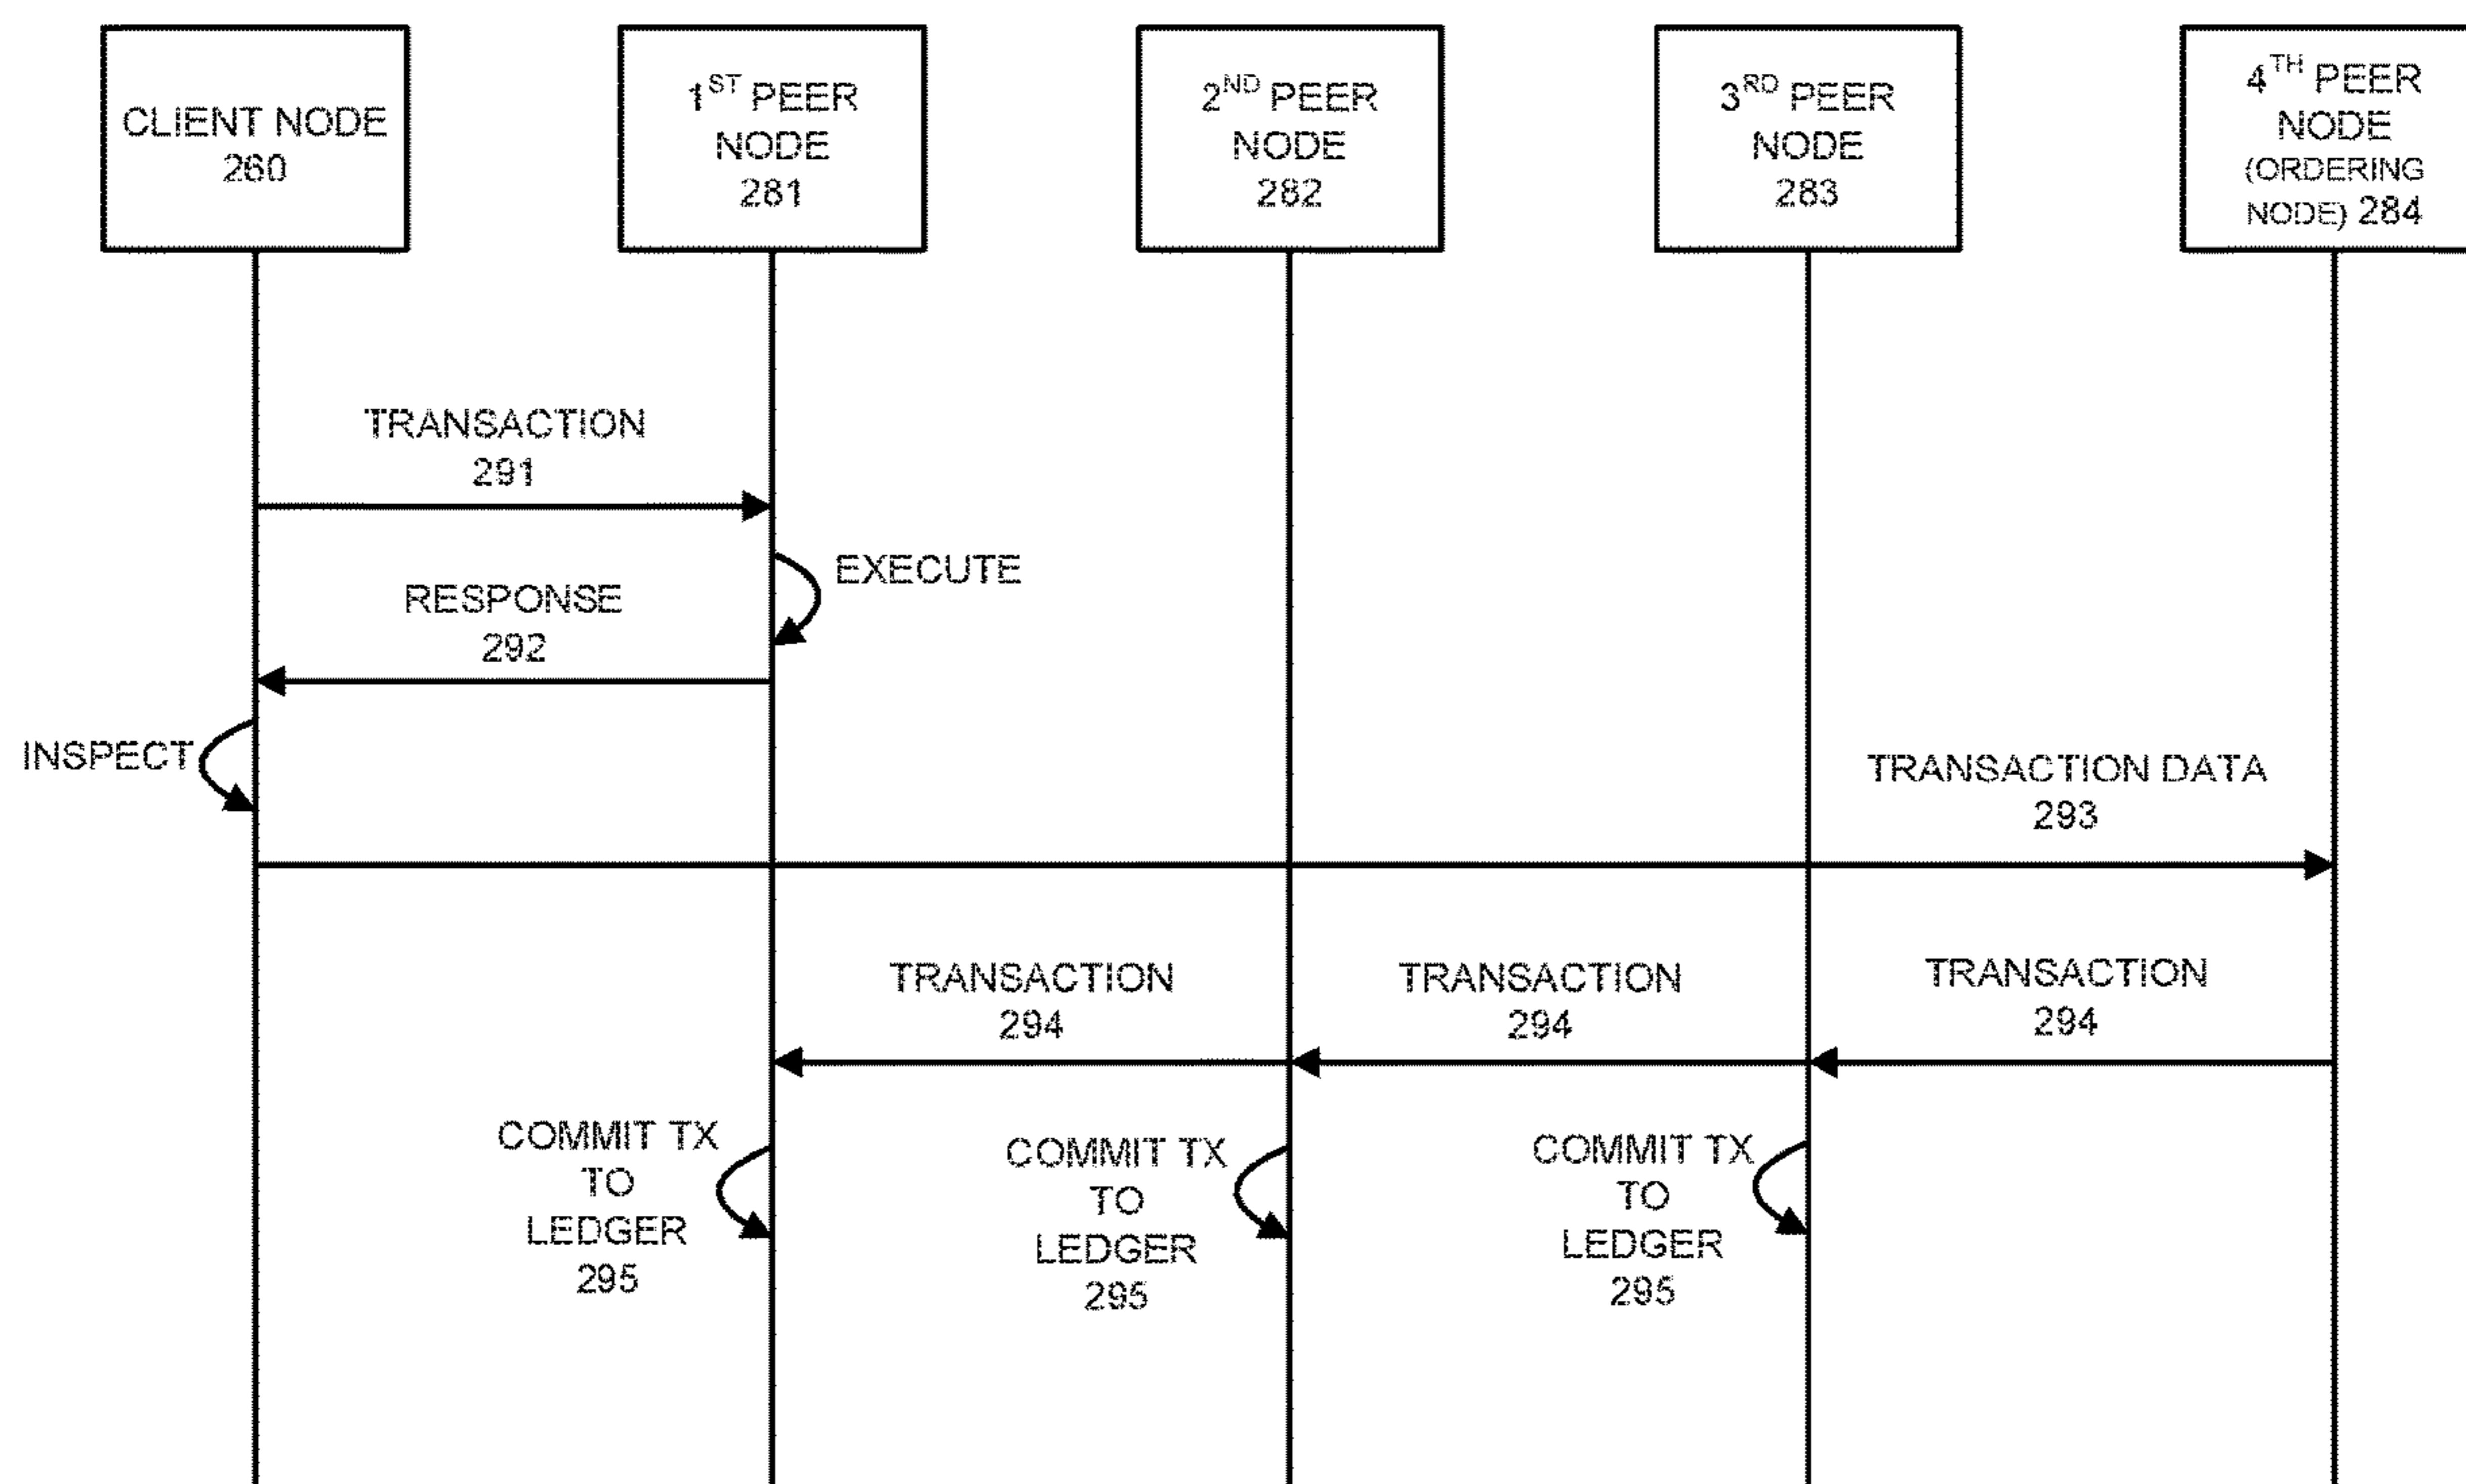 CLIENT NODE
260
1ST PEER
NODE
281
2ND PEER
NODE
282
3RD PEER
NODE
283
4TH PEER
NODE
(ORDERING
NODE) 284
TRANSACTION
291
EXECUTE
RESPONSE
292
INSPECT
TRANSACTION DATA
293
TRANSACTION
294
TRANSACTION
294
TRANSACTION
294
COMMIT TX
TO
LEDGER
295
COMMIT TX
TO
LEDGER
295
COMMIT TX
TO
LEDGER
295